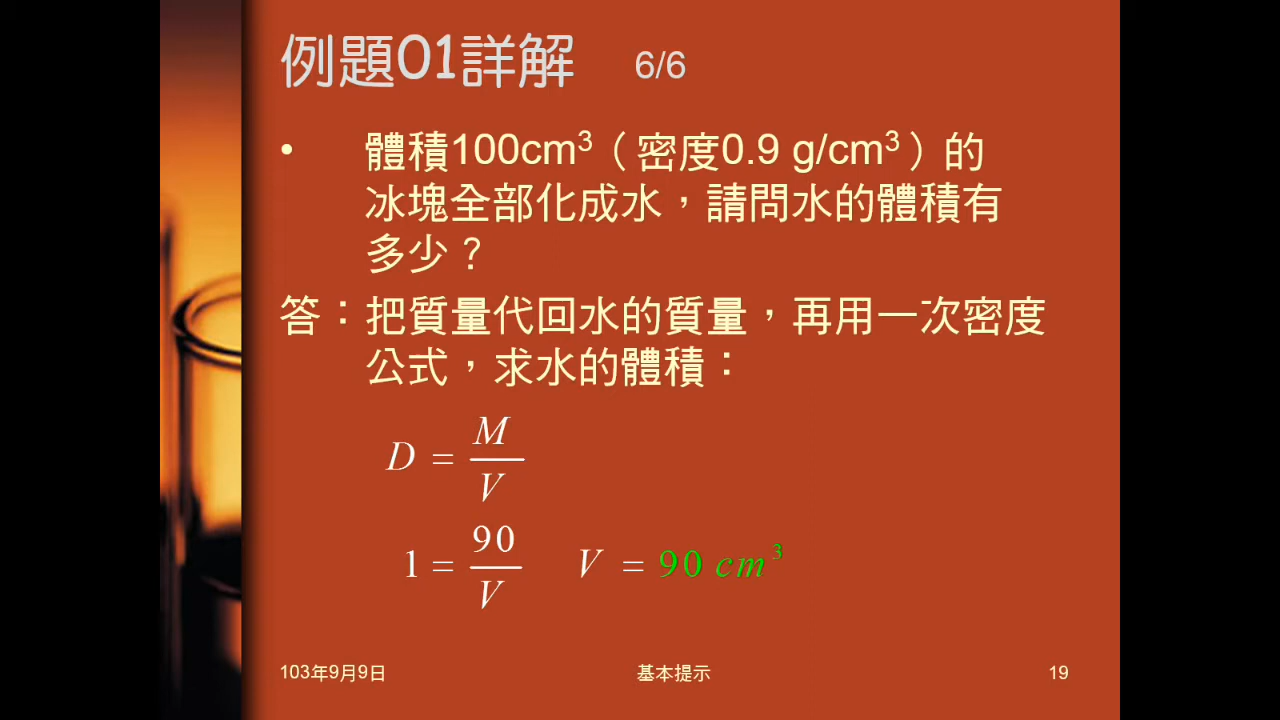 例題01詳解 6/6
• 體積100cm³（密度0.9 g/cm³）的
冰塊全部化成水，請問水的體積有
多少？
答：把質量代回水的質量，再用一次密度
公式，求水的體積：
D = M/V
1 = 90/V V = 90 cm³
103年9月9日 基本提示 19